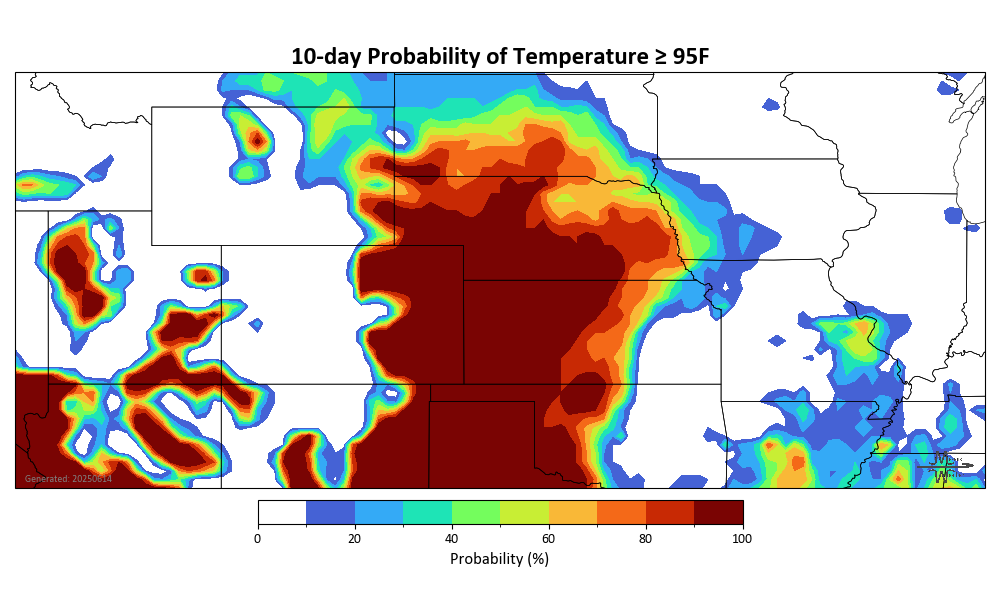 10-day Probability of Temperature ≥ 95F
Generated: 20250814
0 20 40 60 80 100
Probability (%)